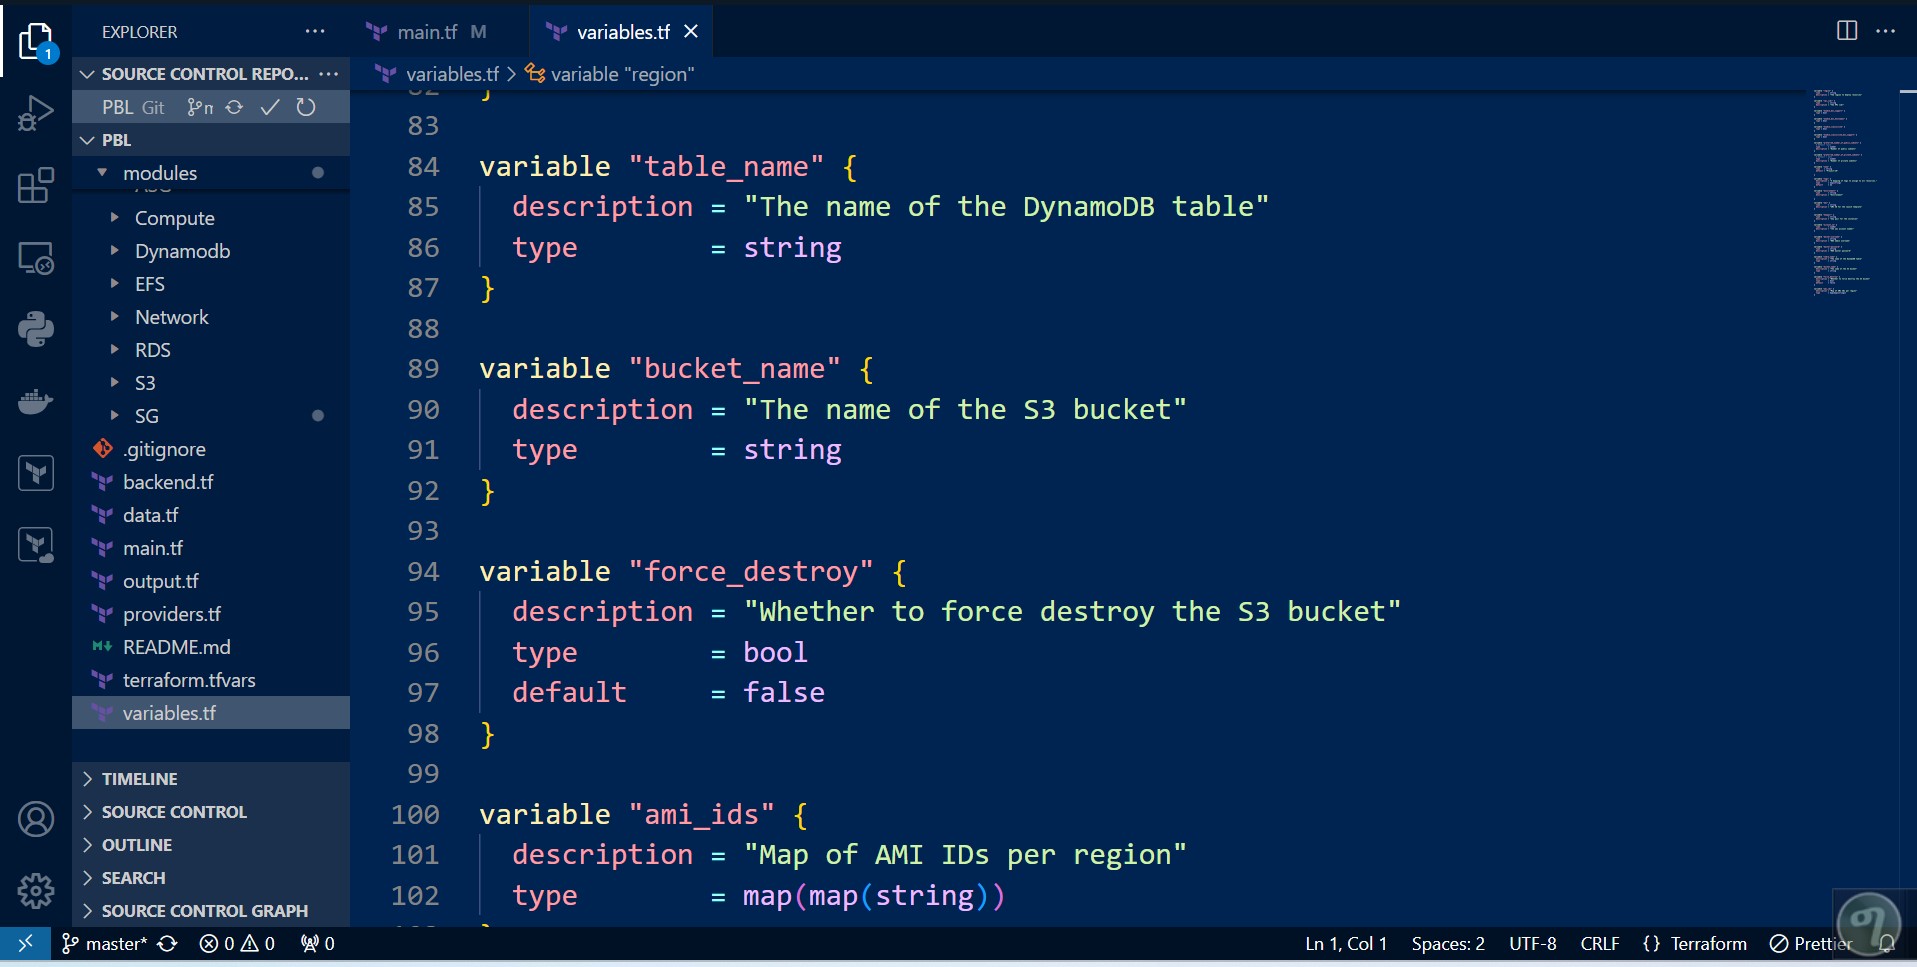 EXPLORER ···
main.tf M
variables.tf
···
SOURCE CONTROL REPO... ···
variables.tf > variable "region"
PBL Git
PBL
modules
Compute
Dynamodb
EFS
Network
RDS
S3
SG
.gitignore
backend.tf
data.tf
main.tf
output.tf
providers.tf
README.md
terraform.tfvars
variables.tf
TIMELINE
SOURCE CONTROL
OUTLINE
SEARCH
SOURCE CONTROL GRAPH
1
82 }
83
84 variable "table_name" {
85 description = "The name of the DynamoDB table"
86 type = string
87 }
88
89 variable "bucket_name" {
90 description = "The name of the S3 bucket"
91 type = string
92 }
93
94 variable "force_destroy" {
95 description = "Whether to force destroy the S3 bucket"
96 type = bool
97 default = false
98 }
99
100 variable "ami_ids" {
101 description = "Map of AMI IDs per region"
102 type = map(map(string))
master* 0 0 0 Ln 1, Col 1 Spaces: 2 UTF-8 CRLF {} Terraform Prettier